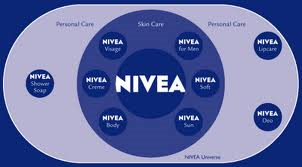 Personal Care
Skin Care
Personal Care
NIVEA
Visage
NIVEA
for Men
NIVEA
Shower
Soap
NIVEA
Creme
NIVEA
NIVEA
Soft
NIVEA
Lipcare
NIVEA
Body
NIVEA
Sun
NIVEA
Deo
NIVEA Universe